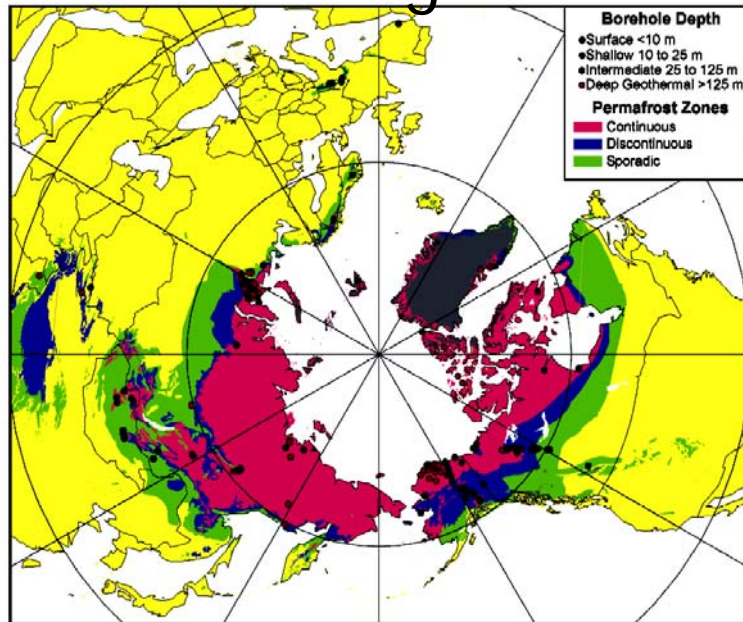 Borehole Depth
Surface <10 m
Shallow 10 to 25 m
Intermediate 25 to 125 m
Deep Geothermal >125 m
Permafrost Zones
Continuous
Discontinuous
Sporadic